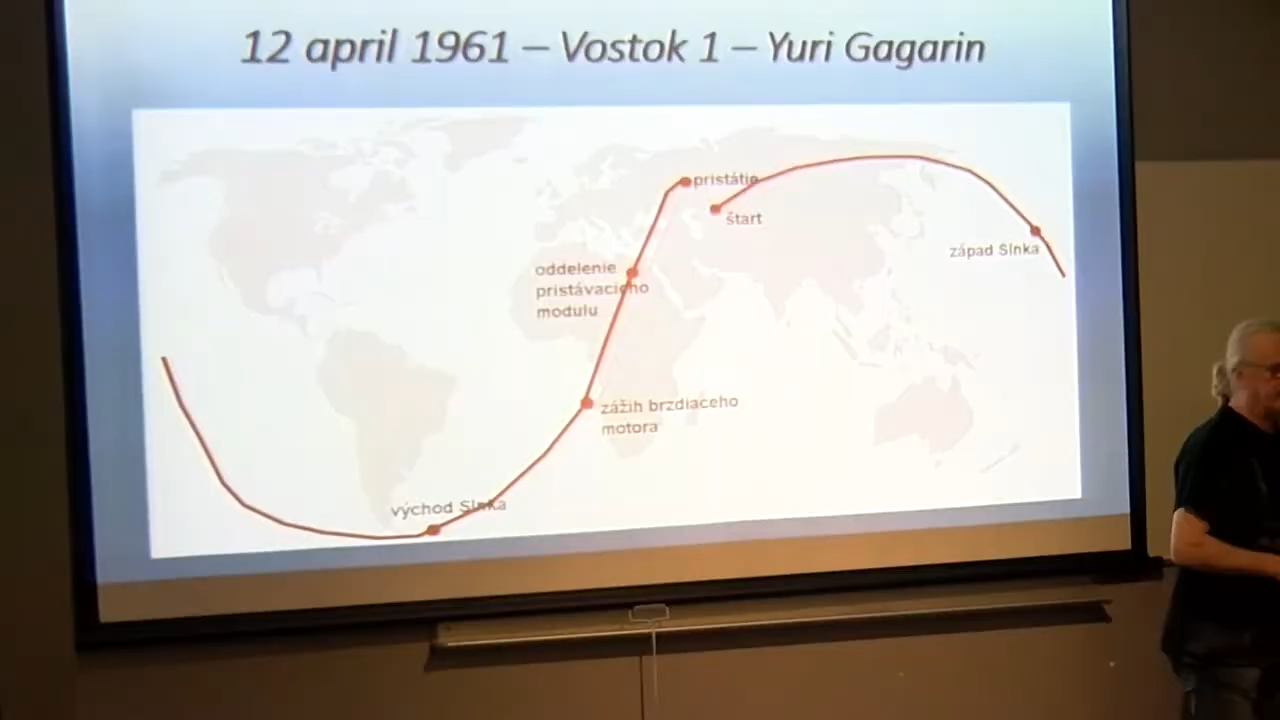 12 april 1961 – Vostok 1 – Yuri Gagarin
pristátie
štart
západ Slnka
oddelenie
pristávacieho
modulu
zážih brzdiaceho
motora
východ Slnka